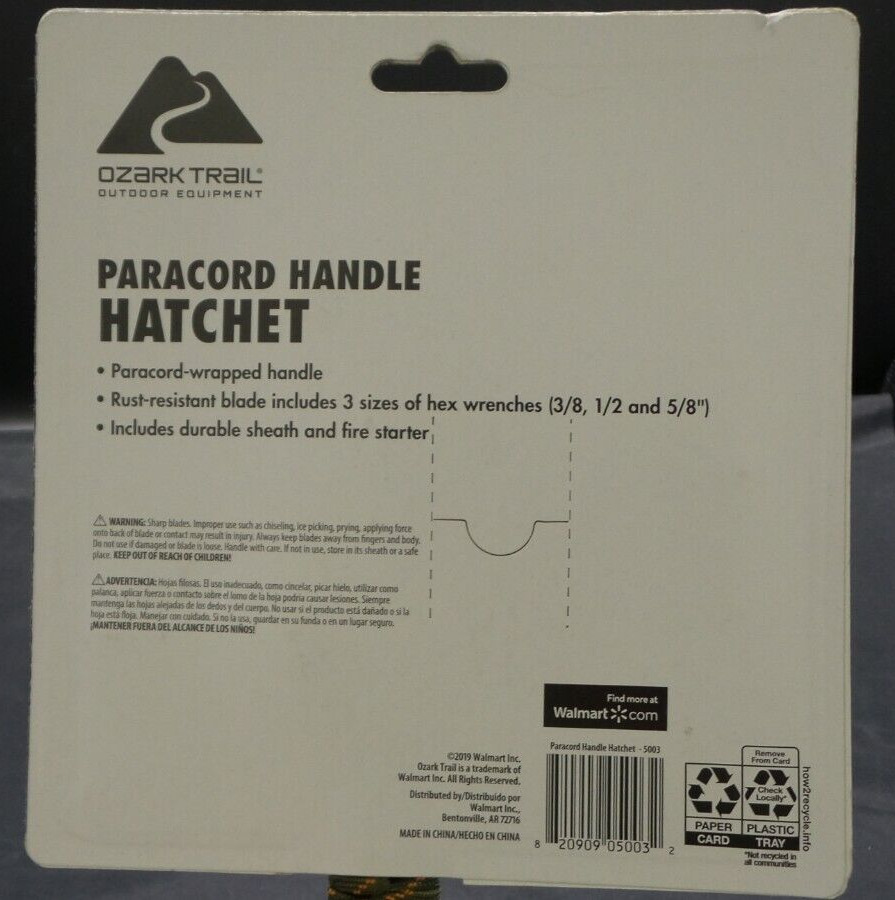 OZARK TRAIL®
OUTDOOR EQUIPMENT
PARACORD HANDLE
HATCHET
• Paracord-wrapped handle
• Rust-resistant blade includes 3 sizes of hex wrenches (3/8, 1/2 and 5/8")
• Includes durable sheath and fire starter
⚠ WARNING: Sharp blades. Improper use such as chiseling, ice picking, prying, applying force
onto back of blade or contact may result in injury. Always keep blades away from fingers and body.
Do not use if damaged or blade is loose. Handle with care. If not in use, store in its sheath or a safe
place. KEEP OUT OF REACH OF CHILDREN!
⚠ ADVERTENCIA: Hojas filosas. El uso inadecuado, como cincelar, picar hielo, utilizar como
palanca, aplicar fuerza o contacto sobre el lomo de la hoja podría causar lesiones. Siempre
mantenga las hojas alejadas de los dedos y del cuerpo. No usar si el producto está dañado o si la
hoja está floja. Manejar con cuidado. Si no la usa, guardar en su funda o en un lugar seguro.
¡MANTENER FUERA DEL ALCANCE DE LOS NIÑOS!
Find more at
Walmart.com
©2019 Walmart Inc.
Ozark Trail is a trademark of
Walmart Inc. All Rights Reserved.
Distributed by/Distribuido por
Walmart Inc.,
Bentonville, AR 72716
MADE IN CHINA/HECHO EN CHINA
Paracord Handle Hatchet - 5003
8 20909 05003 2
Remove
From Card
Check
Locally*
PAPER
CARD
PLASTIC
TRAY
*Not recycled in
all communities
how2recycle.info